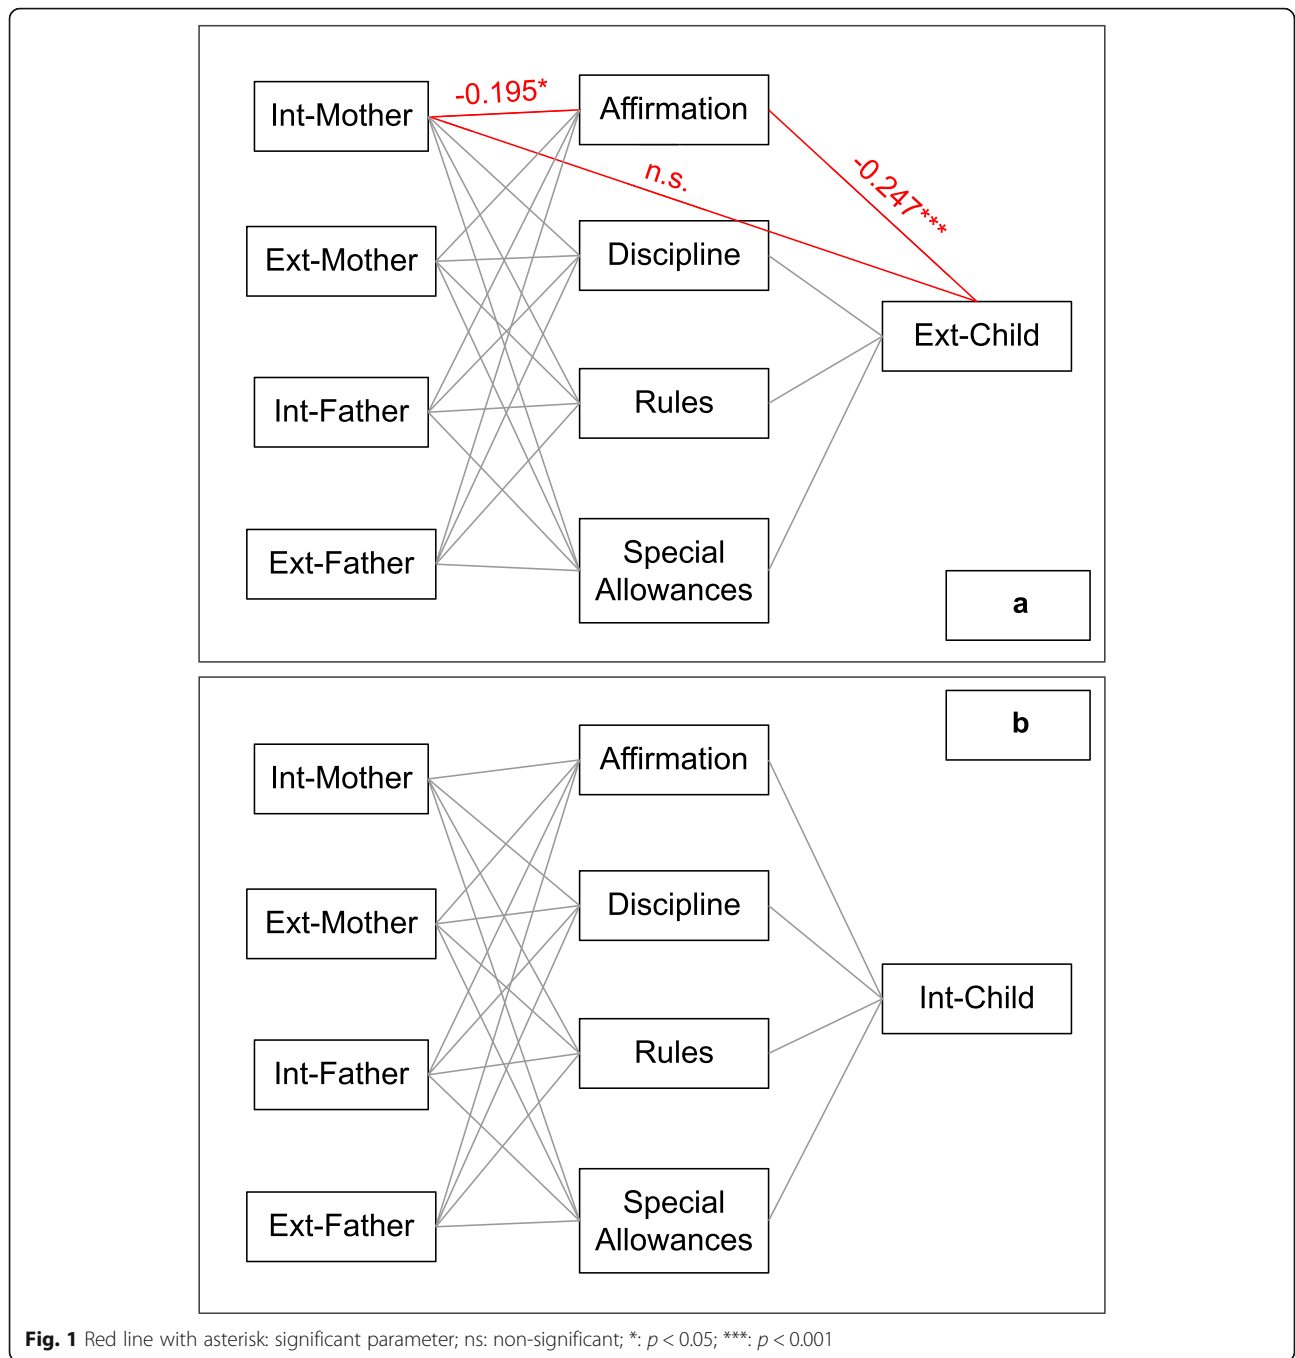 Int-Mother
-0.195*
Affirmation
n.s.
-0.247***
Ext-Mother
Discipline
Ext-Child
Int-Father
Rules
Ext-Father
Special
Allowances
a
b
Int-Mother
Affirmation
Ext-Mother
Discipline
Int-Child
Int-Father
Rules
Ext-Father
Special
Allowances
Fig. 1 Red line with asterisk: significant parameter; ns: non-significant; *: p < 0.05; ***: p < 0.001